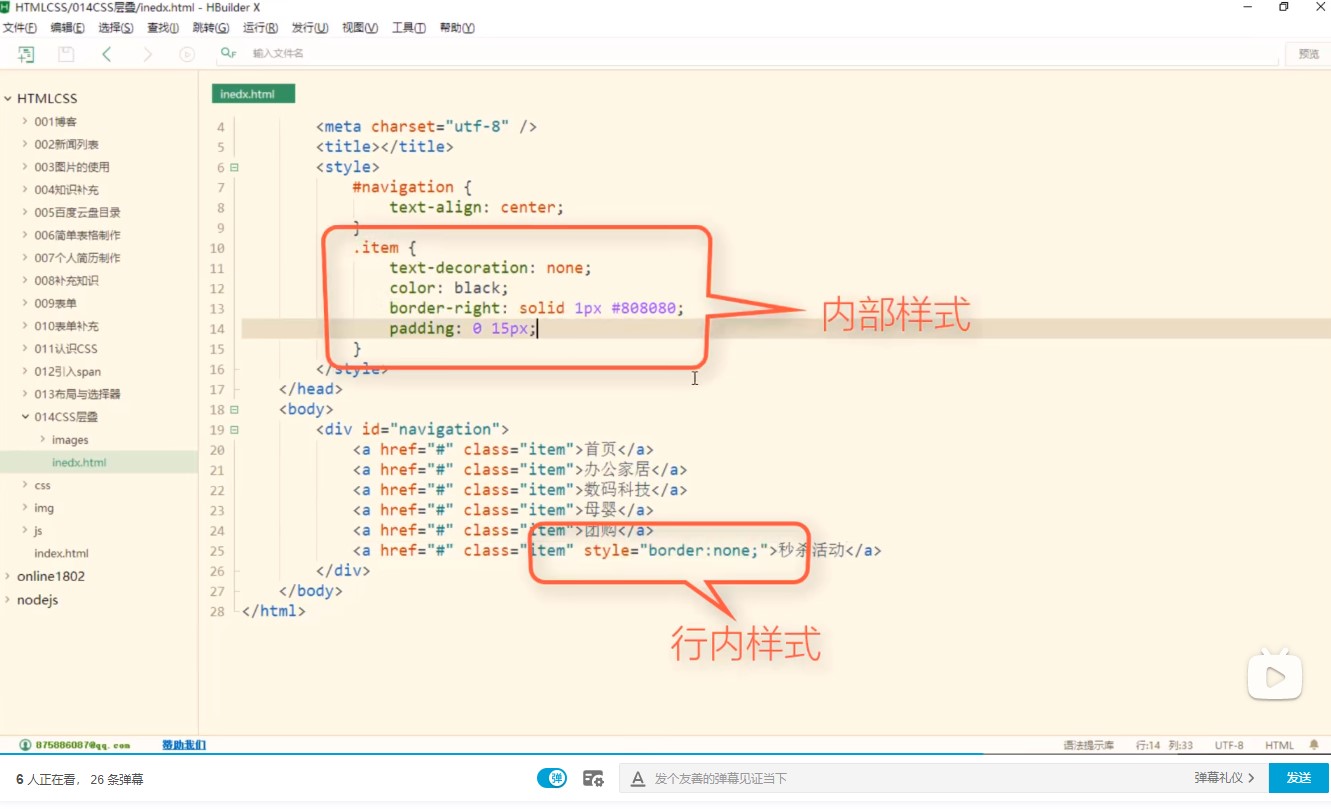 HTMLCSS/014CSS层叠/inedx.html - HBuilder X
文件(F) 编辑(E) 选择(S) 查找(I) 跳转(G) 运行(R) 发行(U) 视图(V) 工具(T) 帮助(Y)
输入文件名
预览
HTMLCSS
001博客
002新闻列表
003图片的使用
004知识补充
005百度云盘目录
006简单表格制作
007个人简历制作
008补充知识
009表单
010表单补充
011认识CSS
012引入span
013布局与选择器
014CSS层叠
images
inedx.html
css
img
js
index.html
online1802
nodejs
inedx.html
4 <meta charset="utf-8" />
5 <title></title>
6 <style>
7 #navigation {
8 text-align: center;
9 }
10 .item {
11 text-decoration: none;
12 color: black;
13 border-right: solid 1px #808080;
14 padding: 0 15px;
15 }
16 </style>
17 </head>
18 <body>
19 <div id="navigation">
20 <a href="#" class="item">首页</a>
21 <a href="#" class="item">办公家居</a>
22 <a href="#" class="item">数码科技</a>
23 <a href="#" class="item">母婴</a>
24 <a href="#" class="item">团购</a>
25 <a href="#" class="item" style="border:none;">秒杀活动</a>
26 </div>
27 </body>
28 </html>
内部样式
行内样式
875886087@qq.com 赞助我们
语法提示库 行:14 列:33 UTF-8 HTML
6 人正在看，26 条弹幕
弹
A 发个友善的弹幕见证当下
弹幕礼仪 >
发送